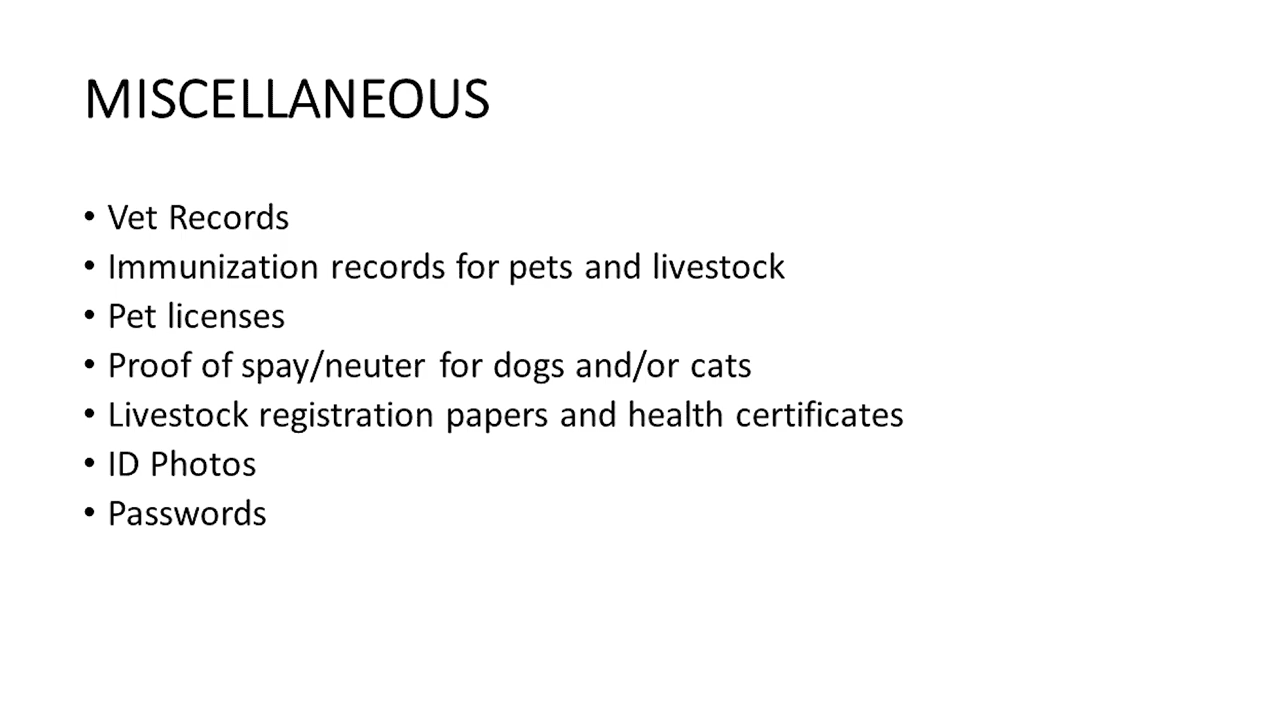 MISCELLANEOUS
• Vet Records
• Immunization records for pets and livestock
• Pet licenses
• Proof of spay/neuter for dogs and/or cats
• Livestock registration papers and health certificates
• ID Photos
• Passwords